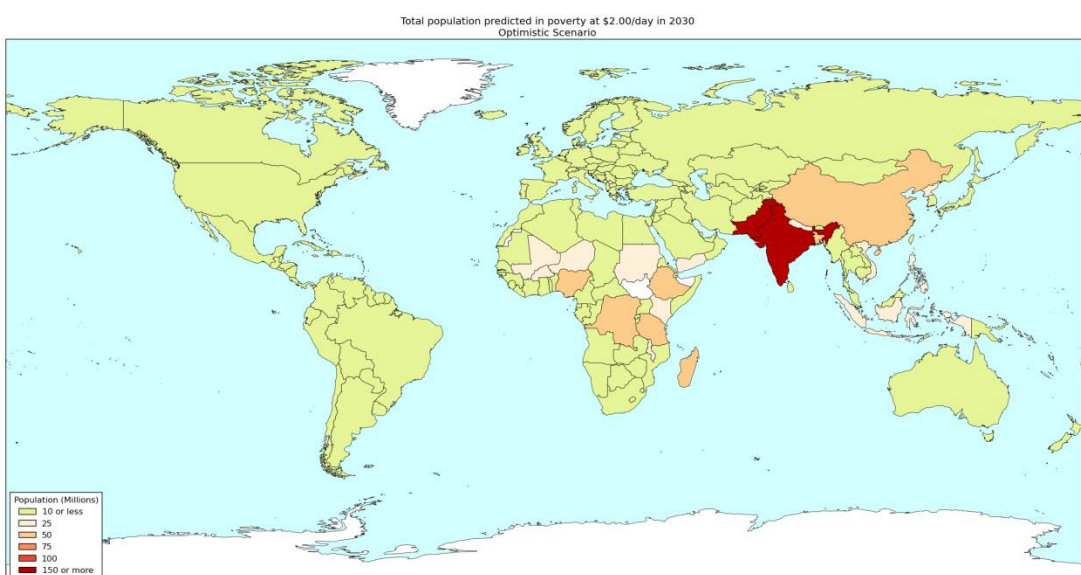 Total population predicted in poverty at $2.00/day in 2030
Optimistic Scenario
Population (Millions)
10 or less
25
50
75
100
150 or more